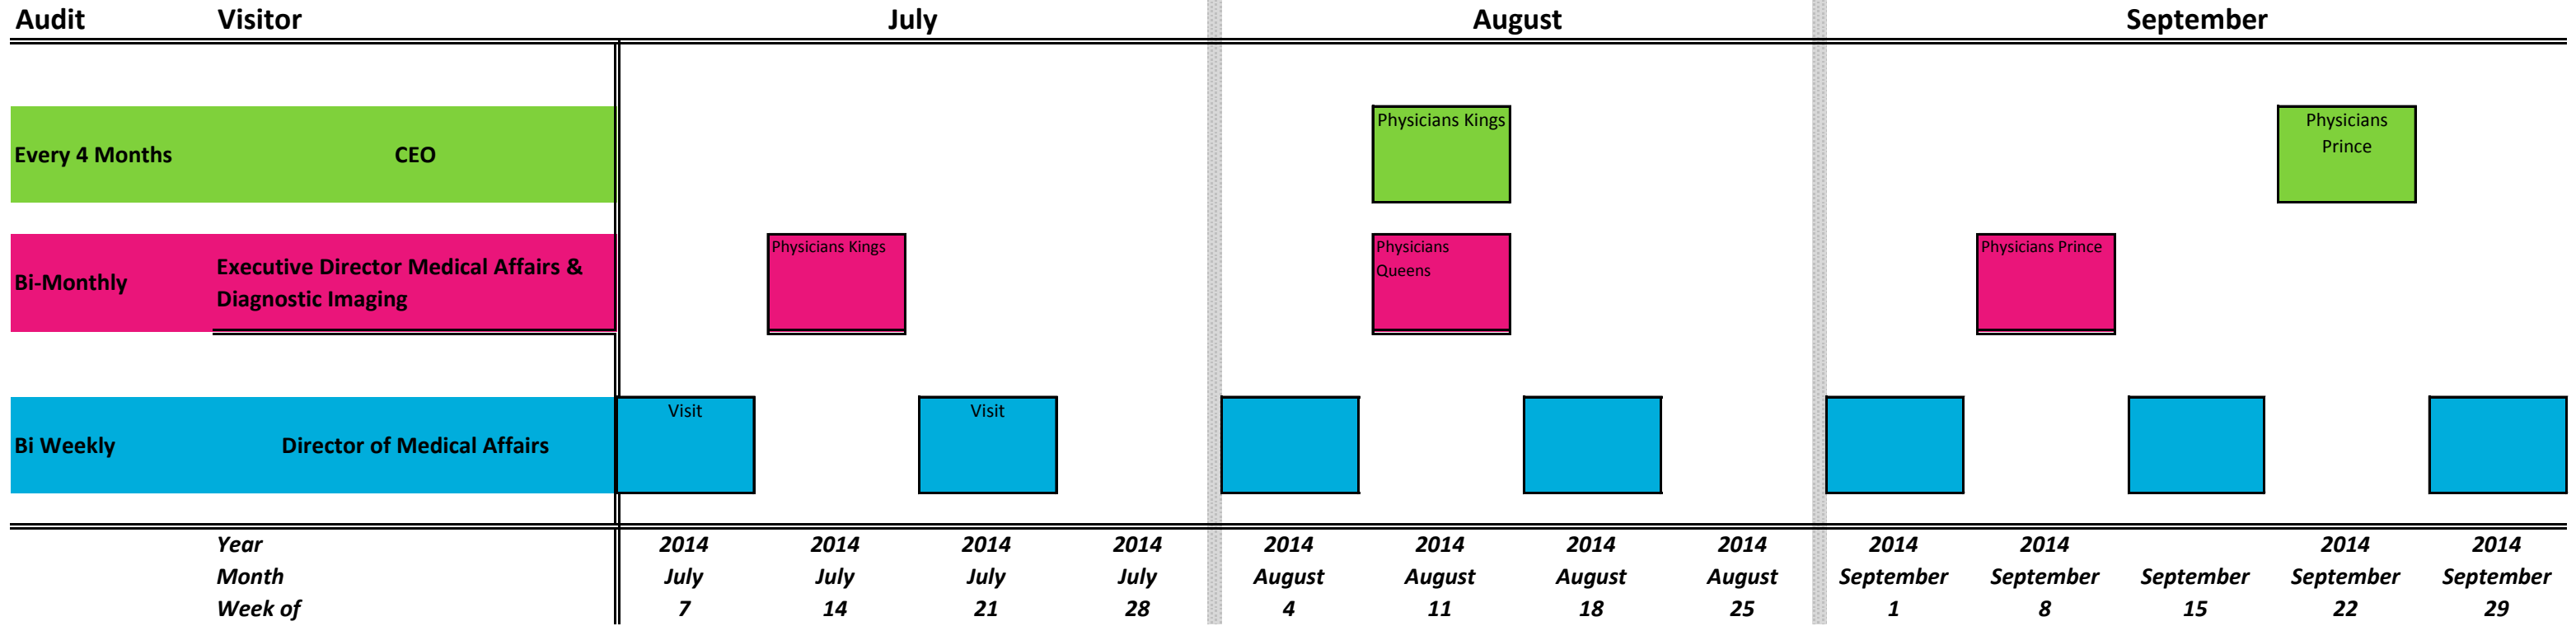 Audit Visitor July August September
Every 4 Months CEO Physicians Kings Physicians
Prince
Bi-Monthly Executive Director Medical Affairs &
Diagnostic Imaging Physicians Kings Physicians
Queens Physicians Prince
Bi Weekly Director of Medical Affairs Visit Visit
Year 2014 2014 2014 2014 2014 2014 2014 2014 2014 2014 2014 2014
Month July July July July August August August August September September September September September
Week of 7 14 21 28 4 11 18 25 1 8 15 22 29